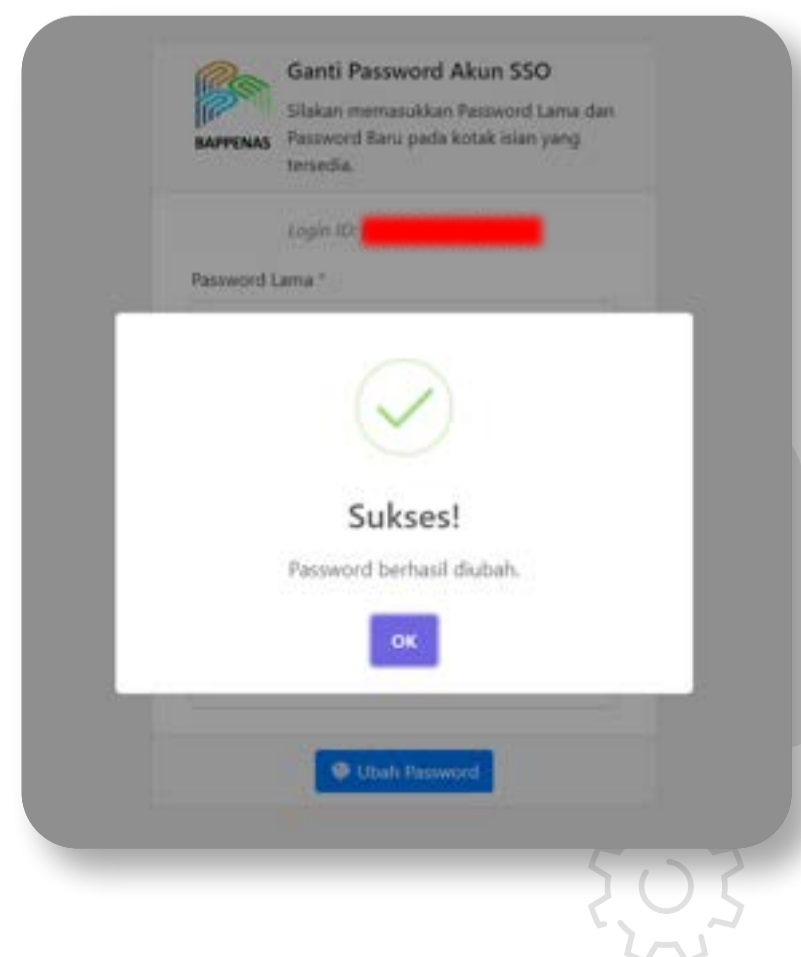 Ganti Password Akun SSO
Silakan memasukkan Password Lama dan
Password Baru pada kotak isian yang
tersedia.
BAPPENAS
Login ID:
Password Lama *
Sukses!
Password berhasil diubah.
OK
Ubah Password